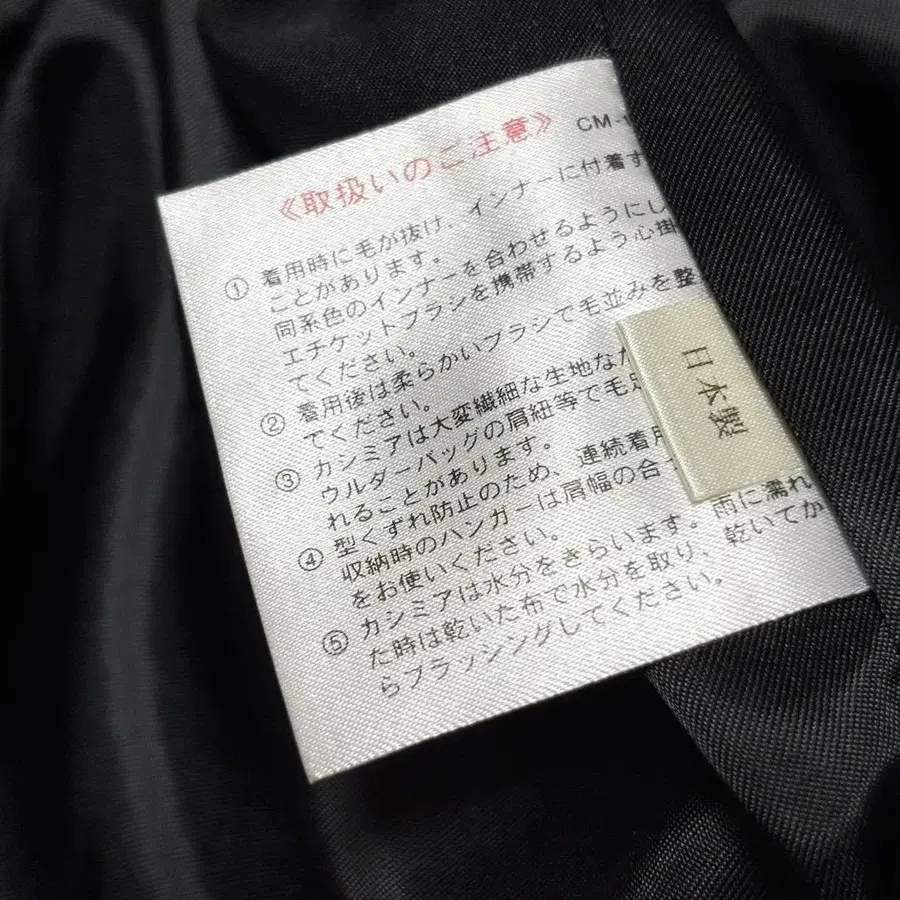 《取扱いのご注意》 CM-
① 着用時に毛が抜け、インナーに付着す
ことがあります。
同系色のインナーを合わせるようにし
エチケットブラシを携帯するよう心掛
てください。
② 着用後は柔らかいブラシで毛並みを整
でください。
③ カシミアは大変繊細な生地なか
ウルダーバッグの肩紐等で毛足
れることがあります。
④ 型くずれ防止のため、連続着用
収納時のハンガーは肩幅の合っ
をお使いください。
⑤ カシミアは水分をきらいます。雨に濡れ
た時は乾いた布で水分を取り、乾いてか
らブラッシングしてください。
日本製